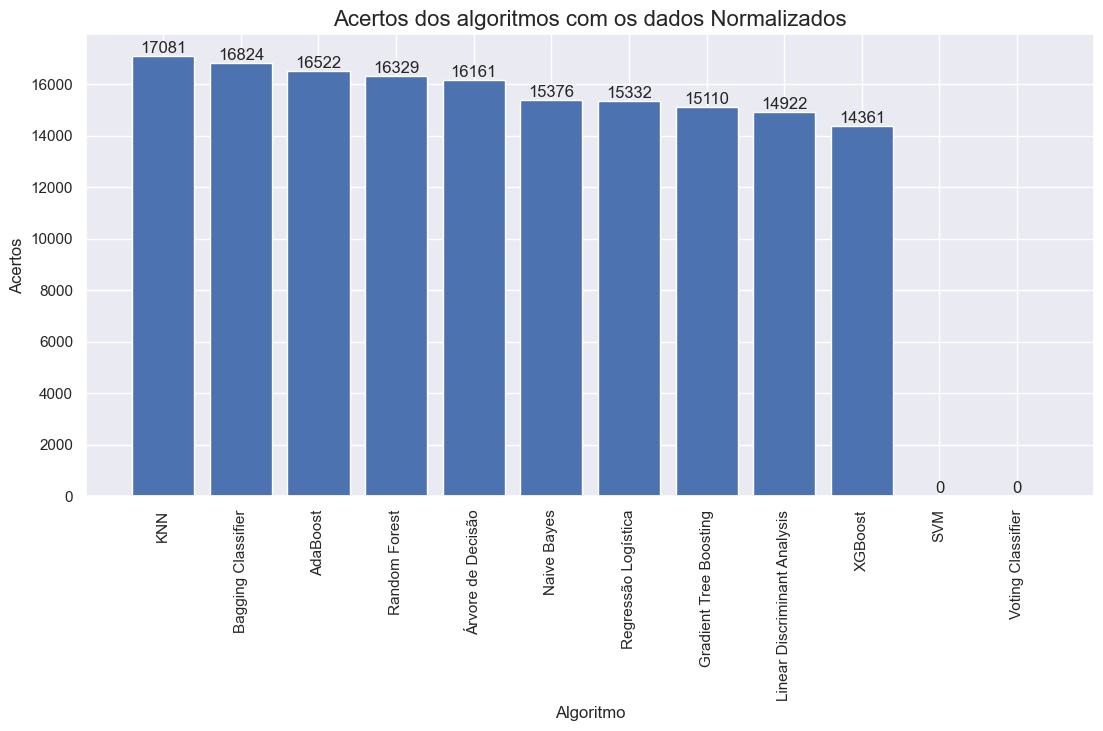 Acertos dos algoritmos com os dados Normalizados
17081
16824
16522
16329
16161
15376
15332
15110
14922
14361
0
0
16000
14000
12000
10000
8000
6000
4000
2000
0
Acertos
KNN
Bagging Classifier
AdaBoost
Random Forest
Árvore de Decisão
Naive Bayes
Regressão Logística
Gradient Tree Boosting
Linear Discriminant Analysis
XGBoost
SVM
Voting Classifier
Algoritmo